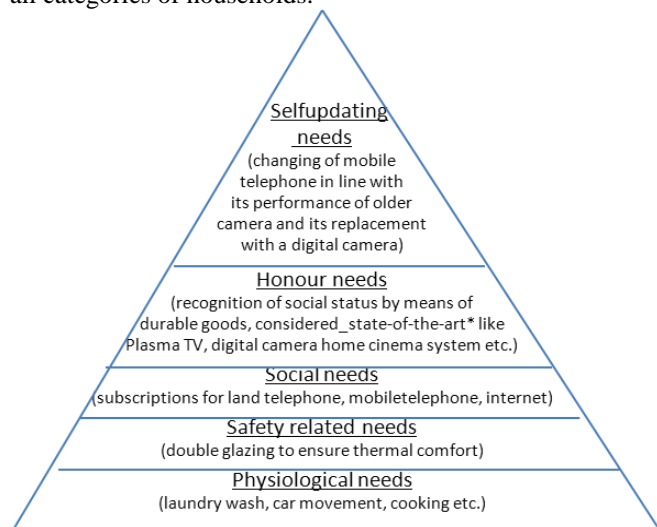 all categories of households.
Selfupdating
needs
(changing of mobile
telephone in line with
its performance of older
camera and its replacement
with a digital camera)
Honour needs
(recognition of social status by means of
durable goods, considered_state-of-the-art* like
Plasma TV, digital camera home cinema system etc.)
Social needs
(subscriptions for land telephone, mobiletelephone, internet)
Safety related needs
(double glazing to ensure thermal comfort)
Physiological needs
(laundry wash, car movement, cooking etc.)